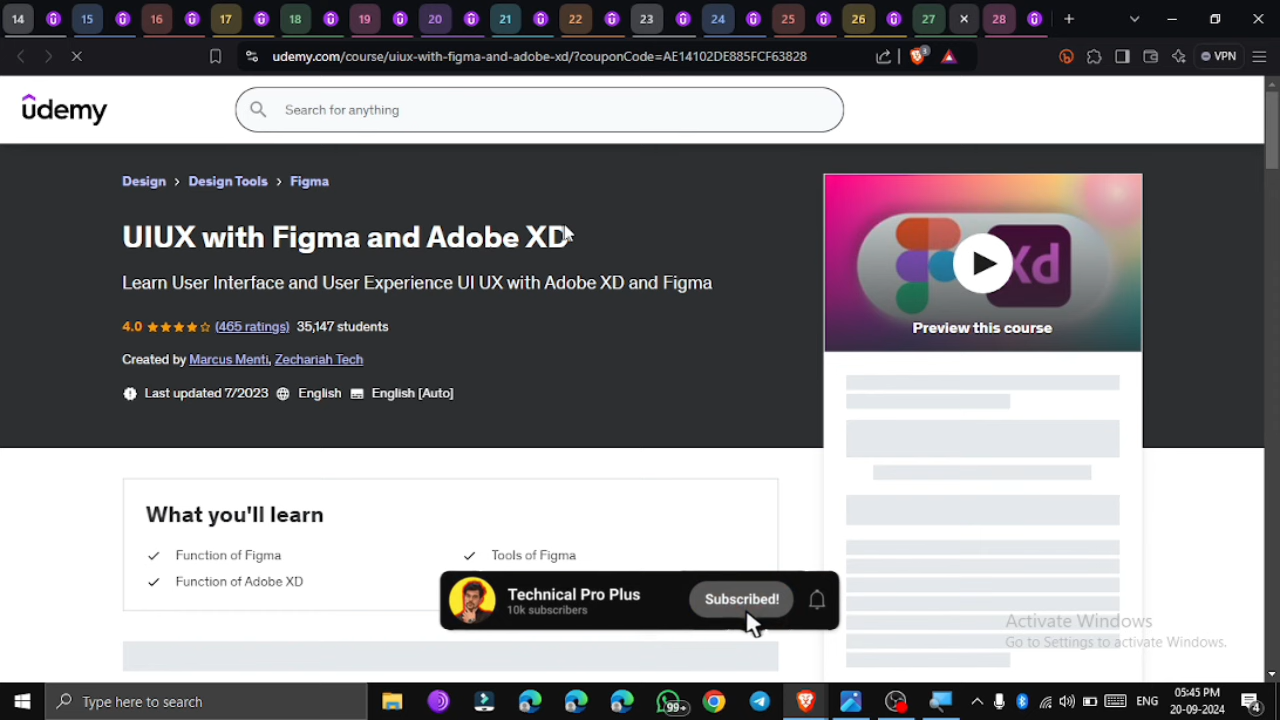 14 15 16 17 18 19 20 21 22 23 24 25 26 27 28
udemy.com/course/uiux-with-figma-and-adobe-xd/?couponCode=AE14102DE885FCF63828
3
VPN
ûdemy
Search for anything
Design > Design Tools > Figma
UIUX with Figma and Adobe XD
Learn User Interface and User Experience UI UX with Adobe XD and Figma
4.0 (465 ratings) 35,147 students
Created by Marcus Menti, Zechariah Tech
Last updated 7/2023 English English [Auto]
Xd
Preview this course
What you'll learn
Function of Figma
Tools of Figma
Function of Adobe XD
Technical Pro Plus
10k subscribers
Subscribed!
Activate Windows
Go to Settings to activate Windows.
Type here to search
99+
ENG
05:45 PM
20-09-2024
4